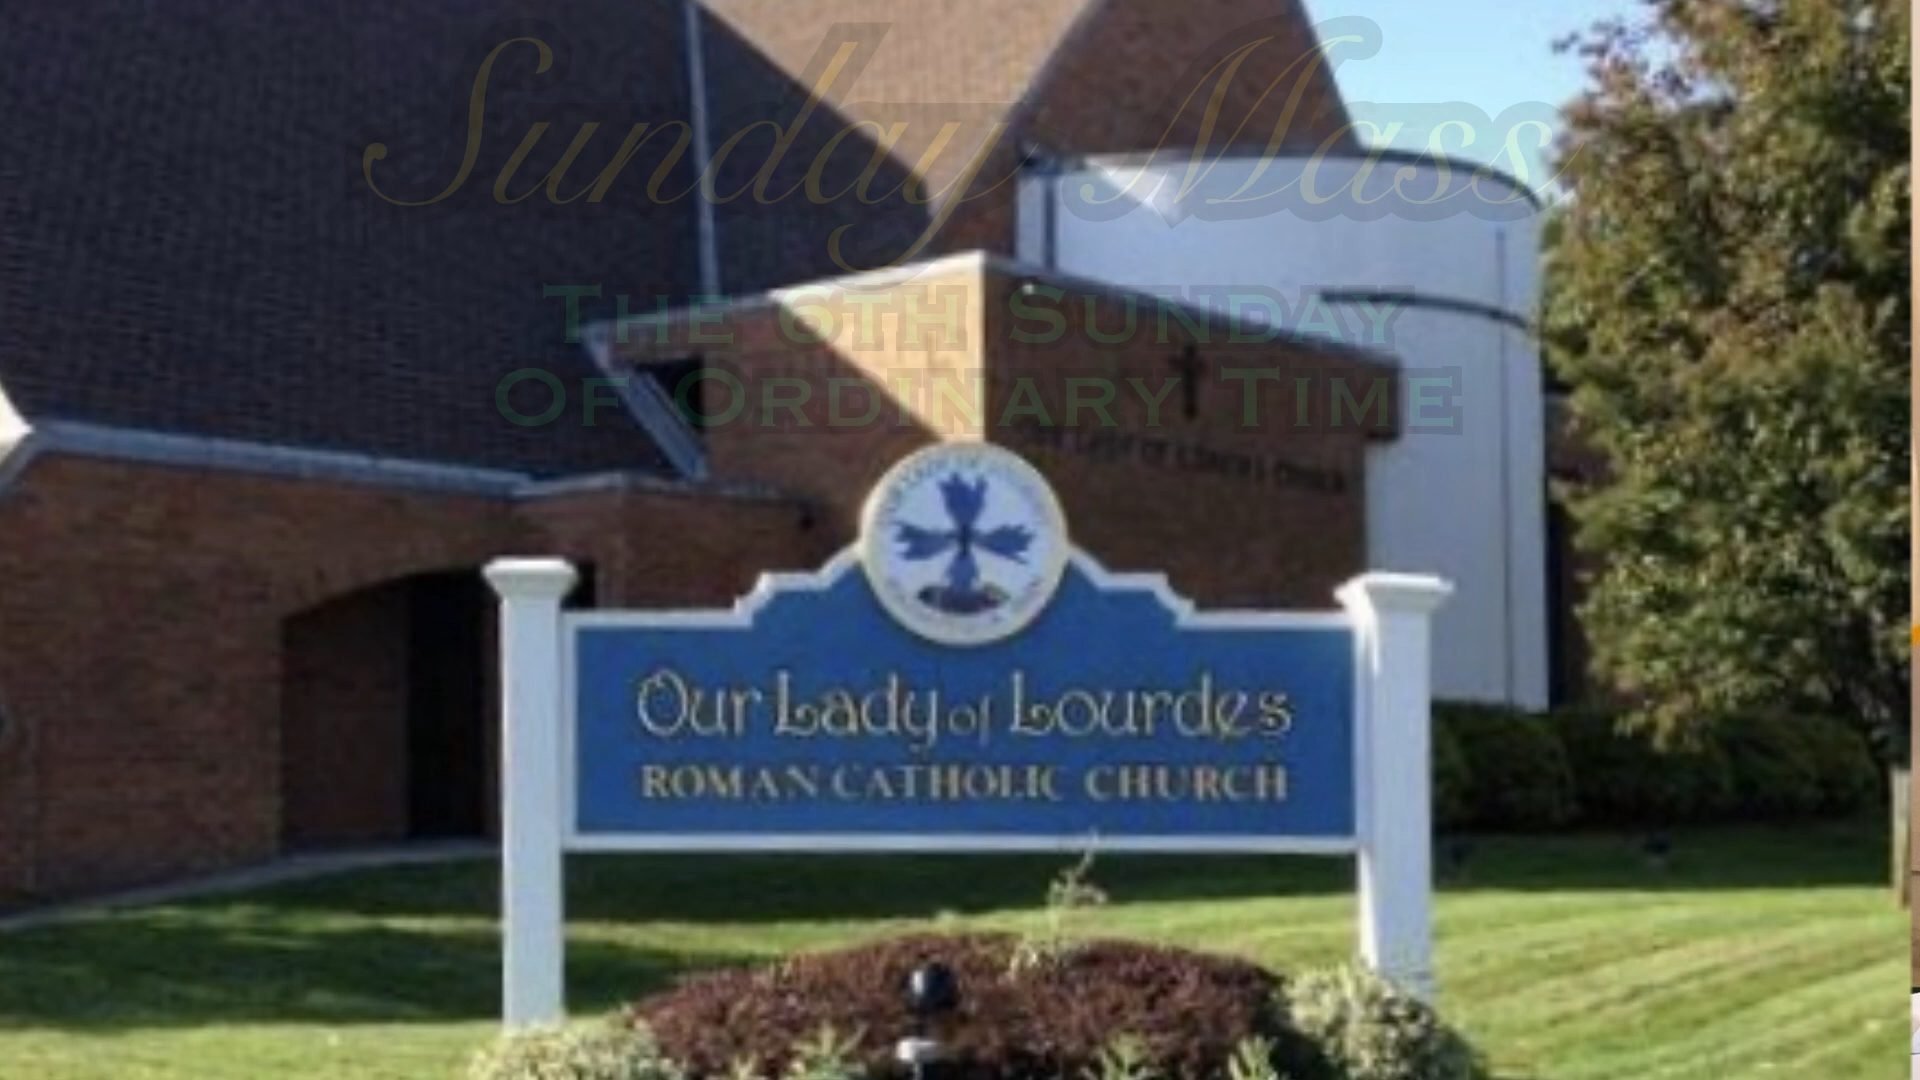 Sunday Mass
THE 6TH SUNDAY
OF ORDINARY TIME
Our Lady of Lourdes
ROMAN CATHOLIC CHURCH